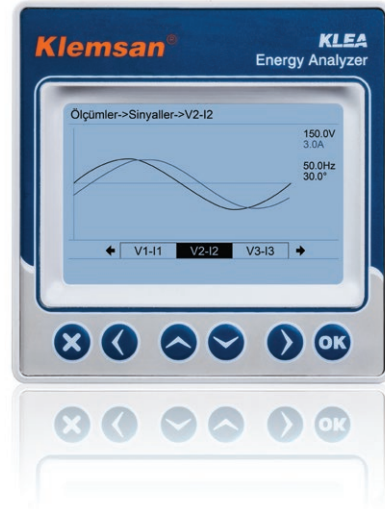 Klemsan®
KLEA
Energy Analyzer
Ölçümler->Sinyaller->V2-I2
150.0V
3.0A
50.0Hz
30.0°
V1-I1 V2-I2 V3-I3
OK